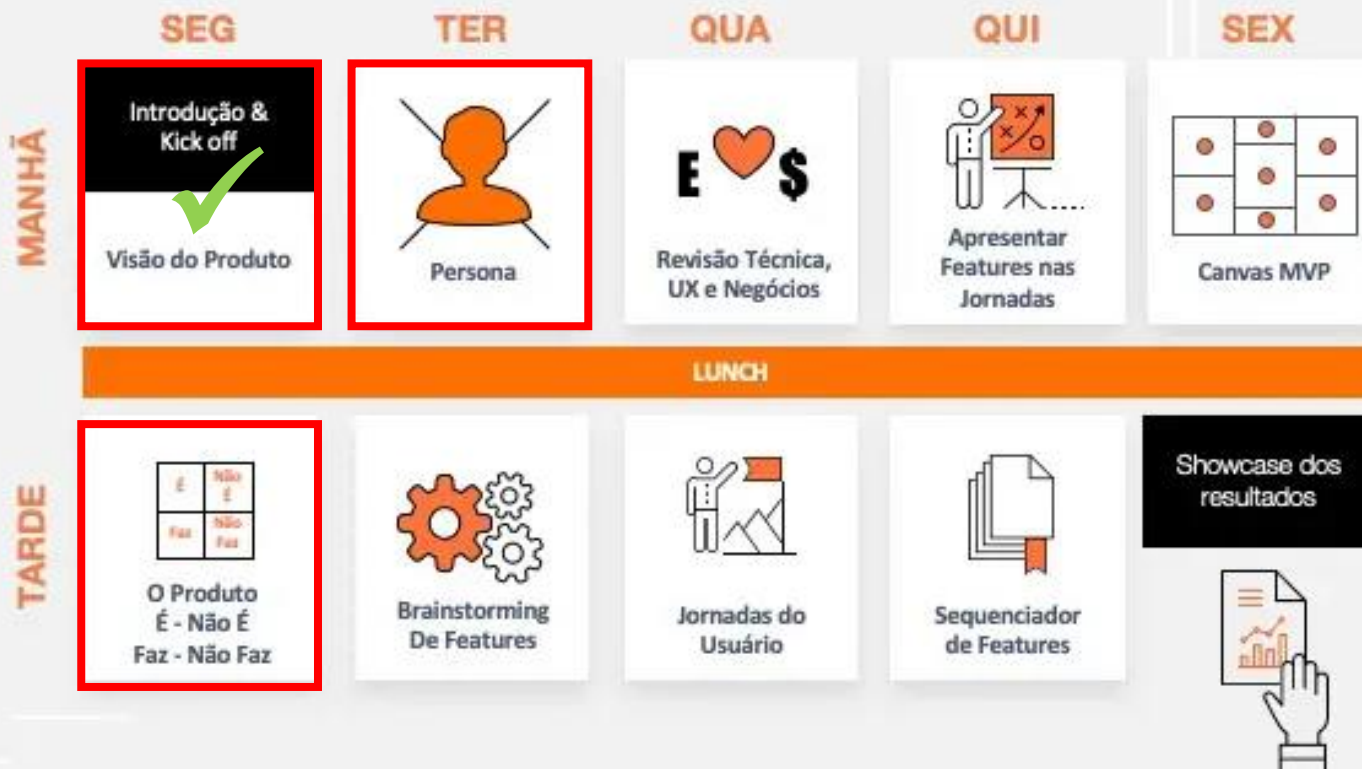 SEG
TER
QUA
QUI
SEX
MANHÃ
Introdução &
Kick off
Visão do Produto
Persona
E $
Revisão Técnica,
UX e Negócios
Apresentar
Features nas
Jornadas
Canvas MVP
LUNCH
TARDE
É
Não
É
Faz
Não
Faz
O Produto
É - Não É
Faz - Não Faz
Brainstorming
De Features
Jornadas do
Usuário
Sequenciador
de Features
Showcase dos
resultados